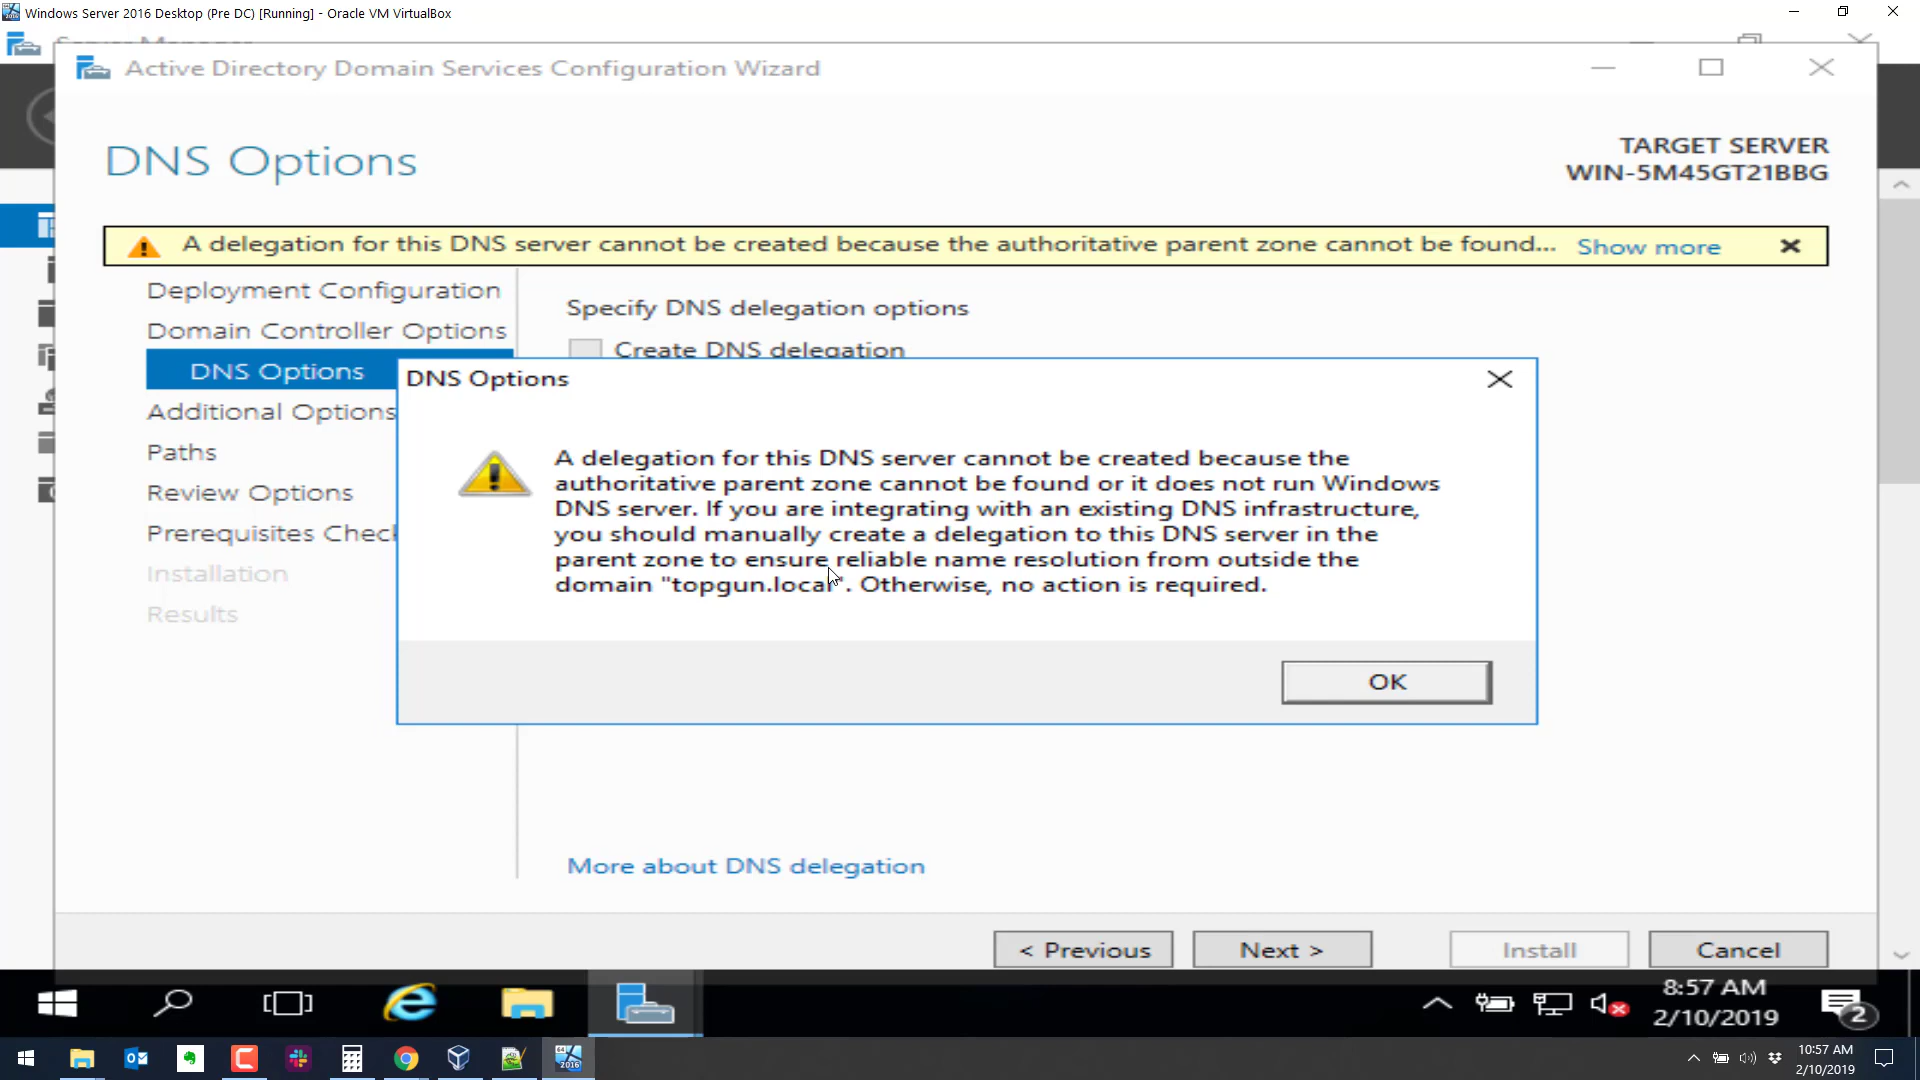 Windows Server 2016 Desktop (Pre DC) [Running] - Oracle VM VirtualBox
Active Directory Domain Services Configuration Wizard
DNS Options
TARGET SERVER
WIN-5M45GT21BBG
A delegation for this DNS server cannot be created because the authoritative parent zone cannot be found... Show more
Deployment Configuration
Domain Controller Options
DNS Options
Additional Options
Paths
Review Options
Prerequisites Check
Installation
Results
Specify DNS delegation options
Create DNS delegation
DNS Options
A delegation for this DNS server cannot be created because the
authoritative parent zone cannot be found or it does not run Windows
DNS server. If you are integrating with an existing DNS infrastructure,
you should manually create a delegation to this DNS server in the
parent zone to ensure reliable name resolution from outside the
domain "topgun.local". Otherwise, no action is required.
OK
More about DNS delegation
< Previous
Next >
Install
Cancel
8:57 AM
2/10/2019
2
10:57 AM
2/10/2019